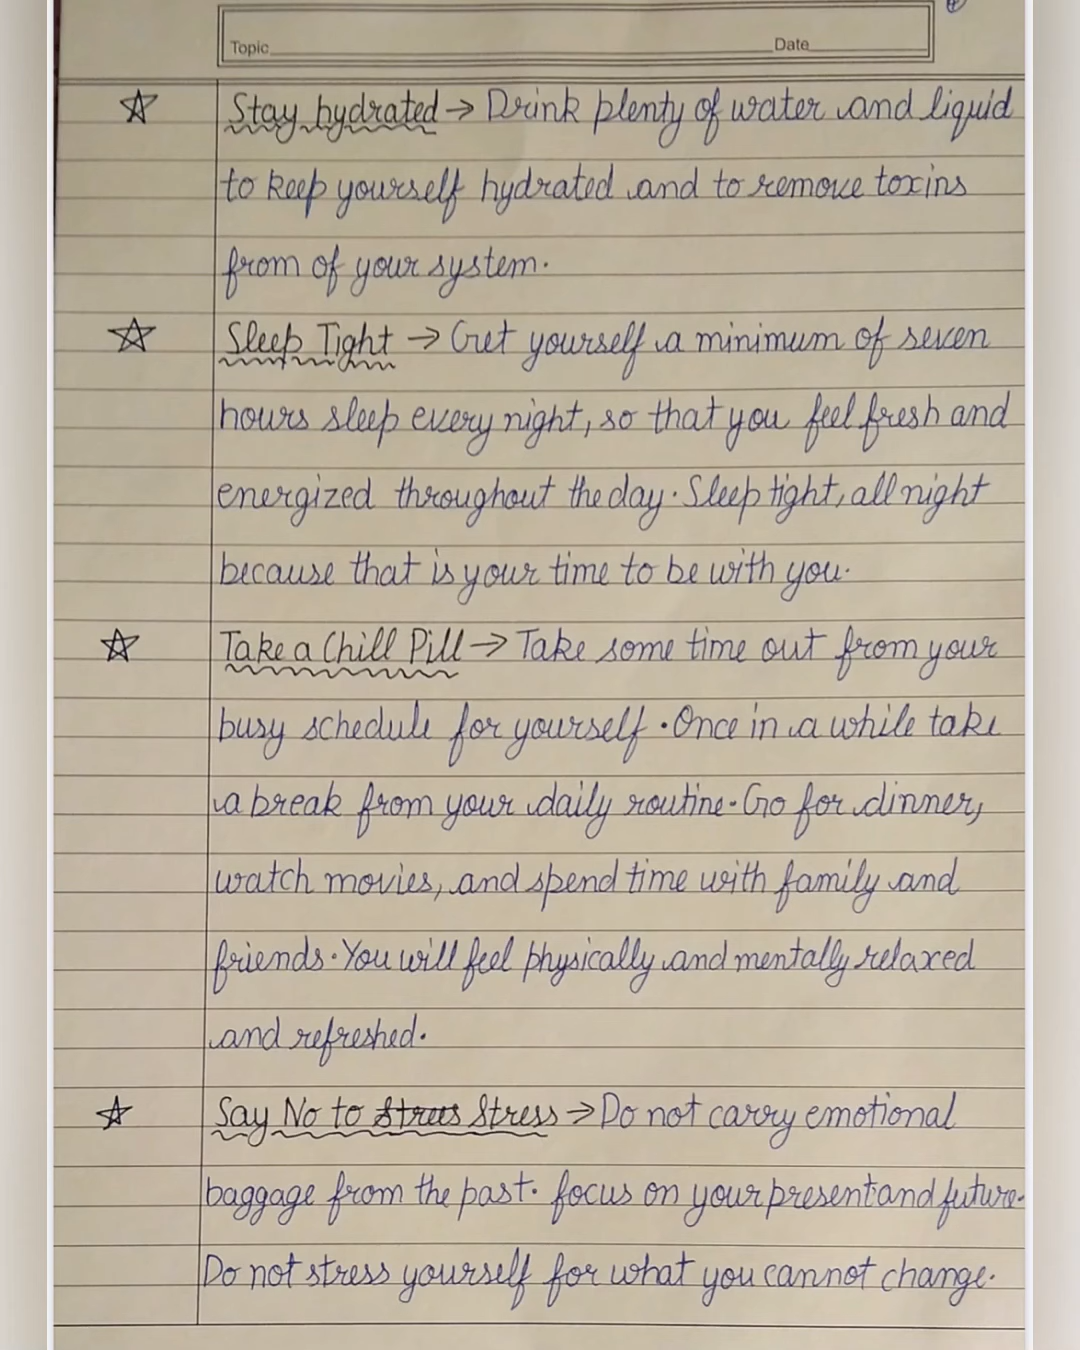 Topic Date
☆ Stay hydrated → Drink plenty of water and liquid
to keep yourself hydrated and to remove toxins
from of your system.
☆ Sleep Tight → Get yourself a minimum of seven
hours sleep every night, so that you feel fresh and
energized throughout the day. Sleep tight, all night
because that is your time to be with you.
☆ Take a Chill Pill → Take some time out from your
busy schedule for yourself. Once in a while take
a break from your daily routine. Go for dinner,
watch movies, and spend time with family and
friends. You will feel physically and mentally relaxed
and refreshed.
☆ Say No to Stress → Do not carry emotional
baggage from the past. focus on your present and future.
Do not stress yourself for what you cannot change.